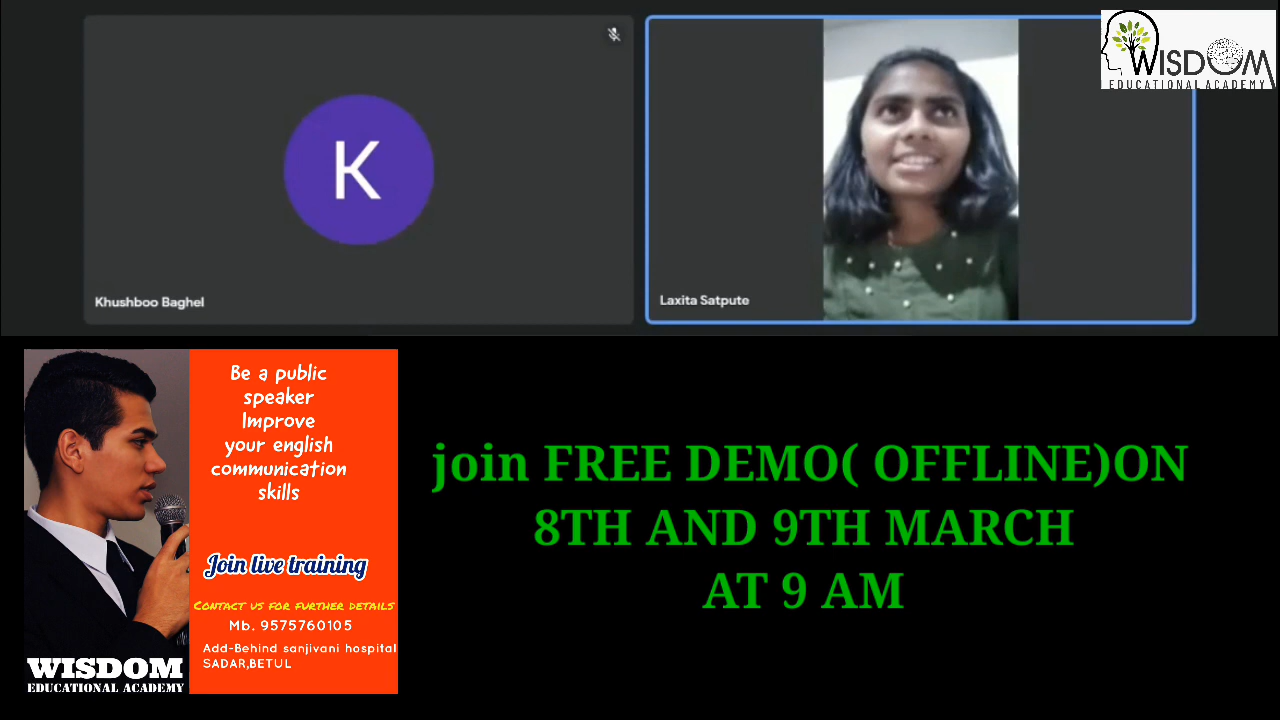 K
Khushboo Baghel
Laxita Satpute
WISDOM
EDUCATIONAL ACADEMY
Be a public
speaker
Improve
your english
communication
skills
Join live training
CONTACT US FOR FURTHER DETAILS
Mb. 9575760105
Add-Behind sanjivani hospital
SADAR,BETUL
WISDOM
EDUCATIONAL ACADEMY
join FREE DEMO( OFFLINE)ON
8TH AND 9TH MARCH
AT 9 AM